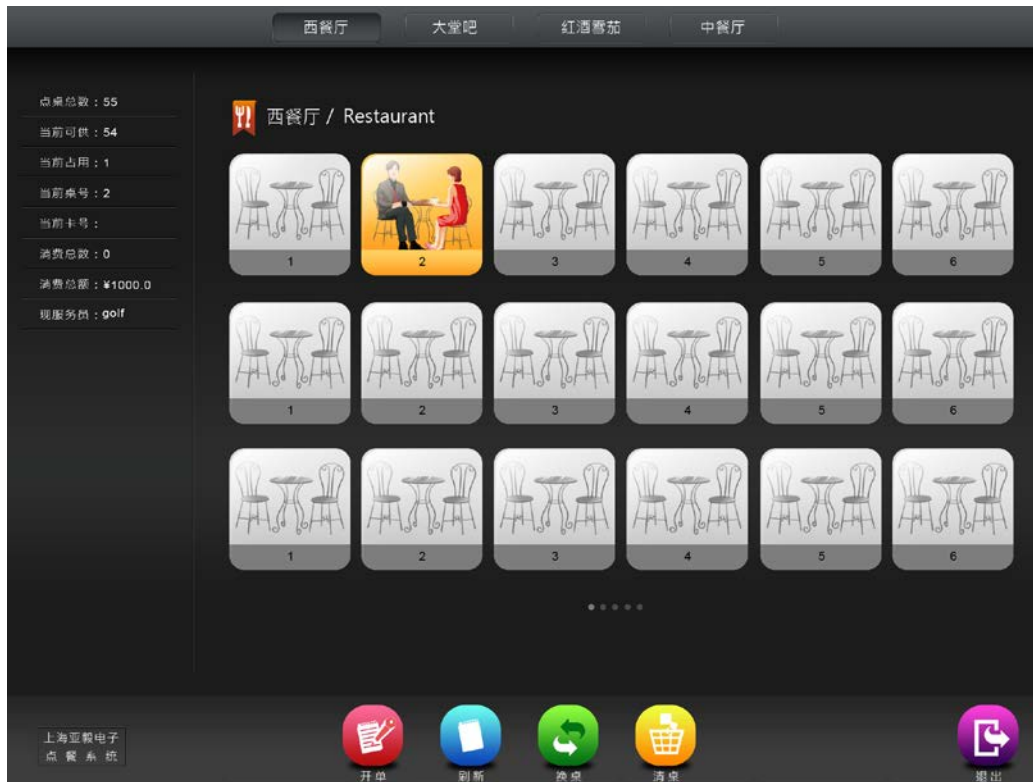 西餐厅 大堂吧 红酒雪茄 中餐厅
点桌总数：55
当前可供：54
当前占用：1
当前桌号：2
当前卡号：
消费总数：0
消费总额：¥1000.0
现服务员：golf
西餐厅 / Restaurant
1 2 3 4 5 6
1 2 3 4 5 6
1 2 3 4 5 6
上海亚毅电子
点餐系统
开单 刷新 换桌 清桌 退出